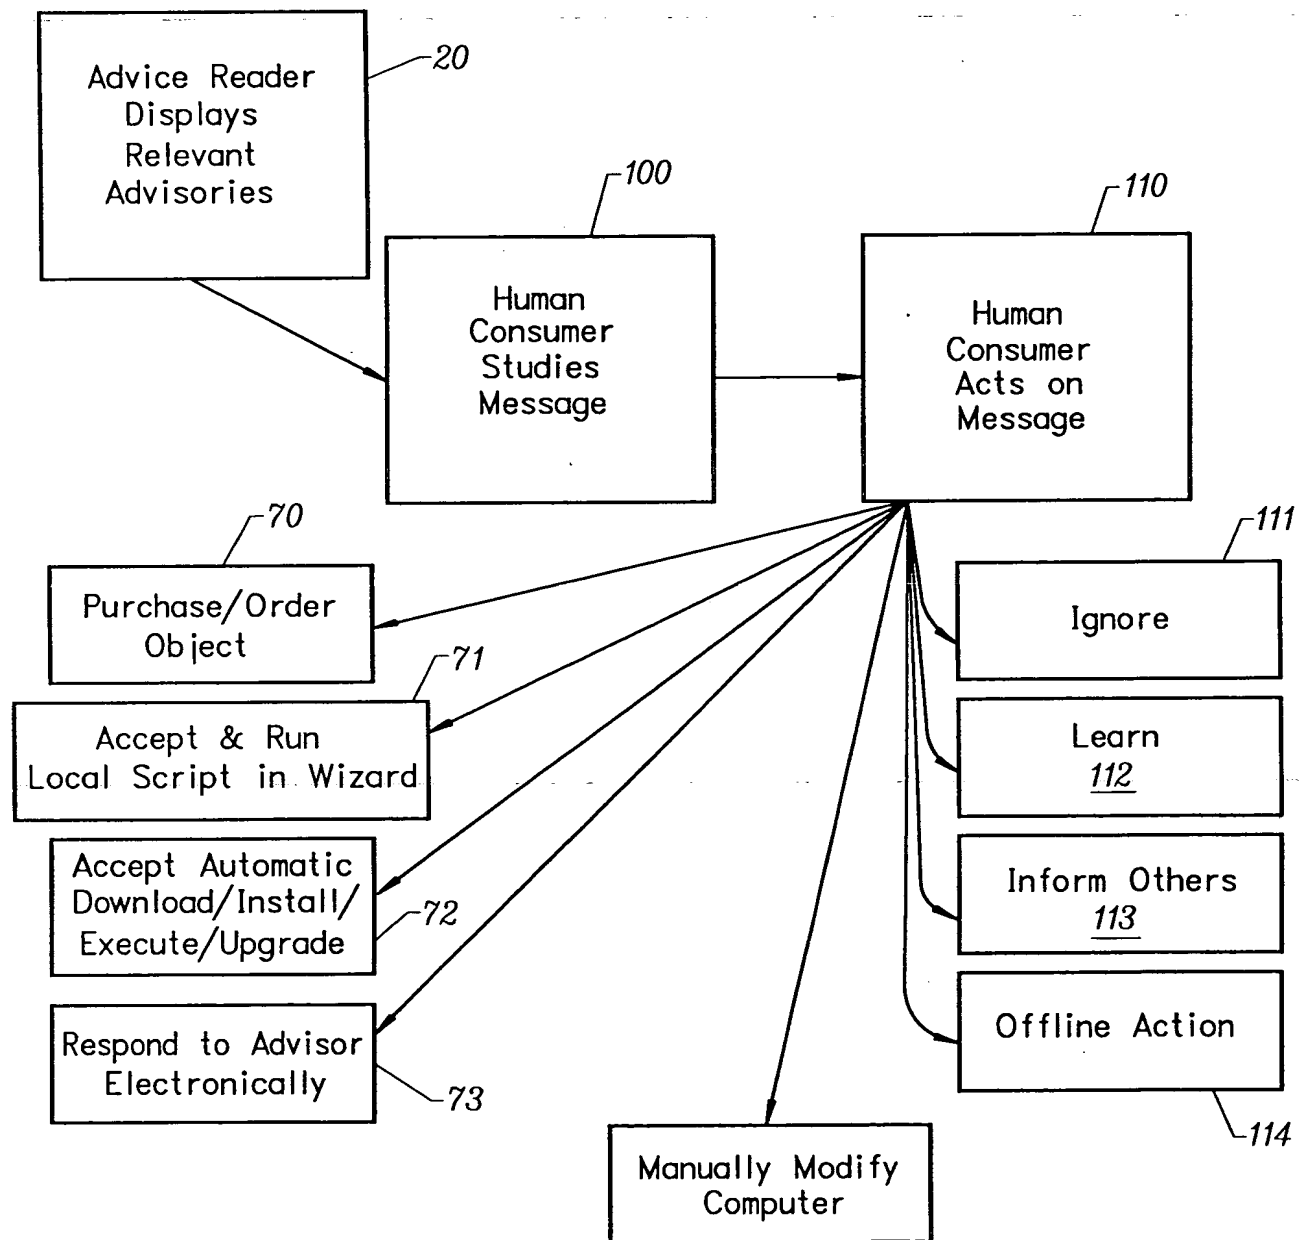 Advice Reader
Displays
Relevant
Advisories
20
Human
Consumer
Studies
Message
100
Human
Consumer
Acts on
Message
110
70
Purchase/Order
Object
71
Accept & Run
Local Script in Wizard
Accept Automatic
Download/Install/
Execute/Upgrade
72
Respond to Advisor
Electronically
73
Manually Modify
Computer
111
Ignore
Learn
112
Inform Others
113
Offline Action
114